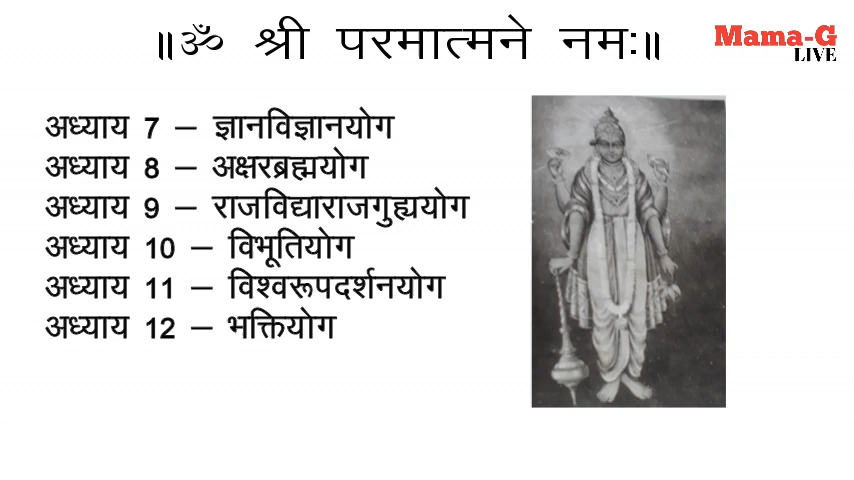 ॥ॐ श्री परमात्मने नमः॥
Mama-G
LIVE
अध्याय 7 – ज्ञानविज्ञानयोग
अध्याय 8 – अक्षरब्रह्मयोग
अध्याय 9 – राजविद्याराजगुह्ययोग
अध्याय 10 – विभूतियोग
अध्याय 11 – विश्वरूपदर्शनयोग
अध्याय 12 – भक्तियोग